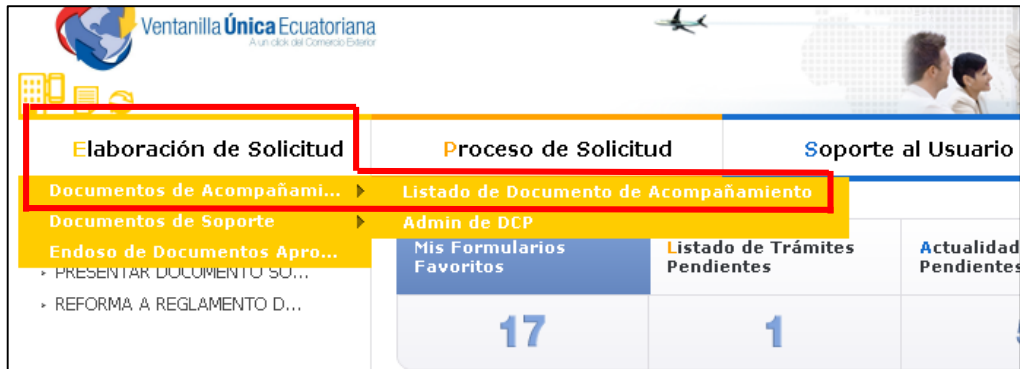 Ventanilla Única Ecuatoriana
A un click del Comercio Exterior
Elaboración de Solicitud
Proceso de Solicitud
Soporte al Usuario
Documentos de Acompañami...
Listado de Documento de Acompañamiento
Documentos de Soporte
Admin de DCP
Endoso de Documentos Apro...
PRESENTAR DOCUMENTO SO...
REFORMA A REGLAMENTO D...
Mis Formularios
Favoritos
Listado de Trámites
Pendientes
Actualidad
Pendientes
17
1